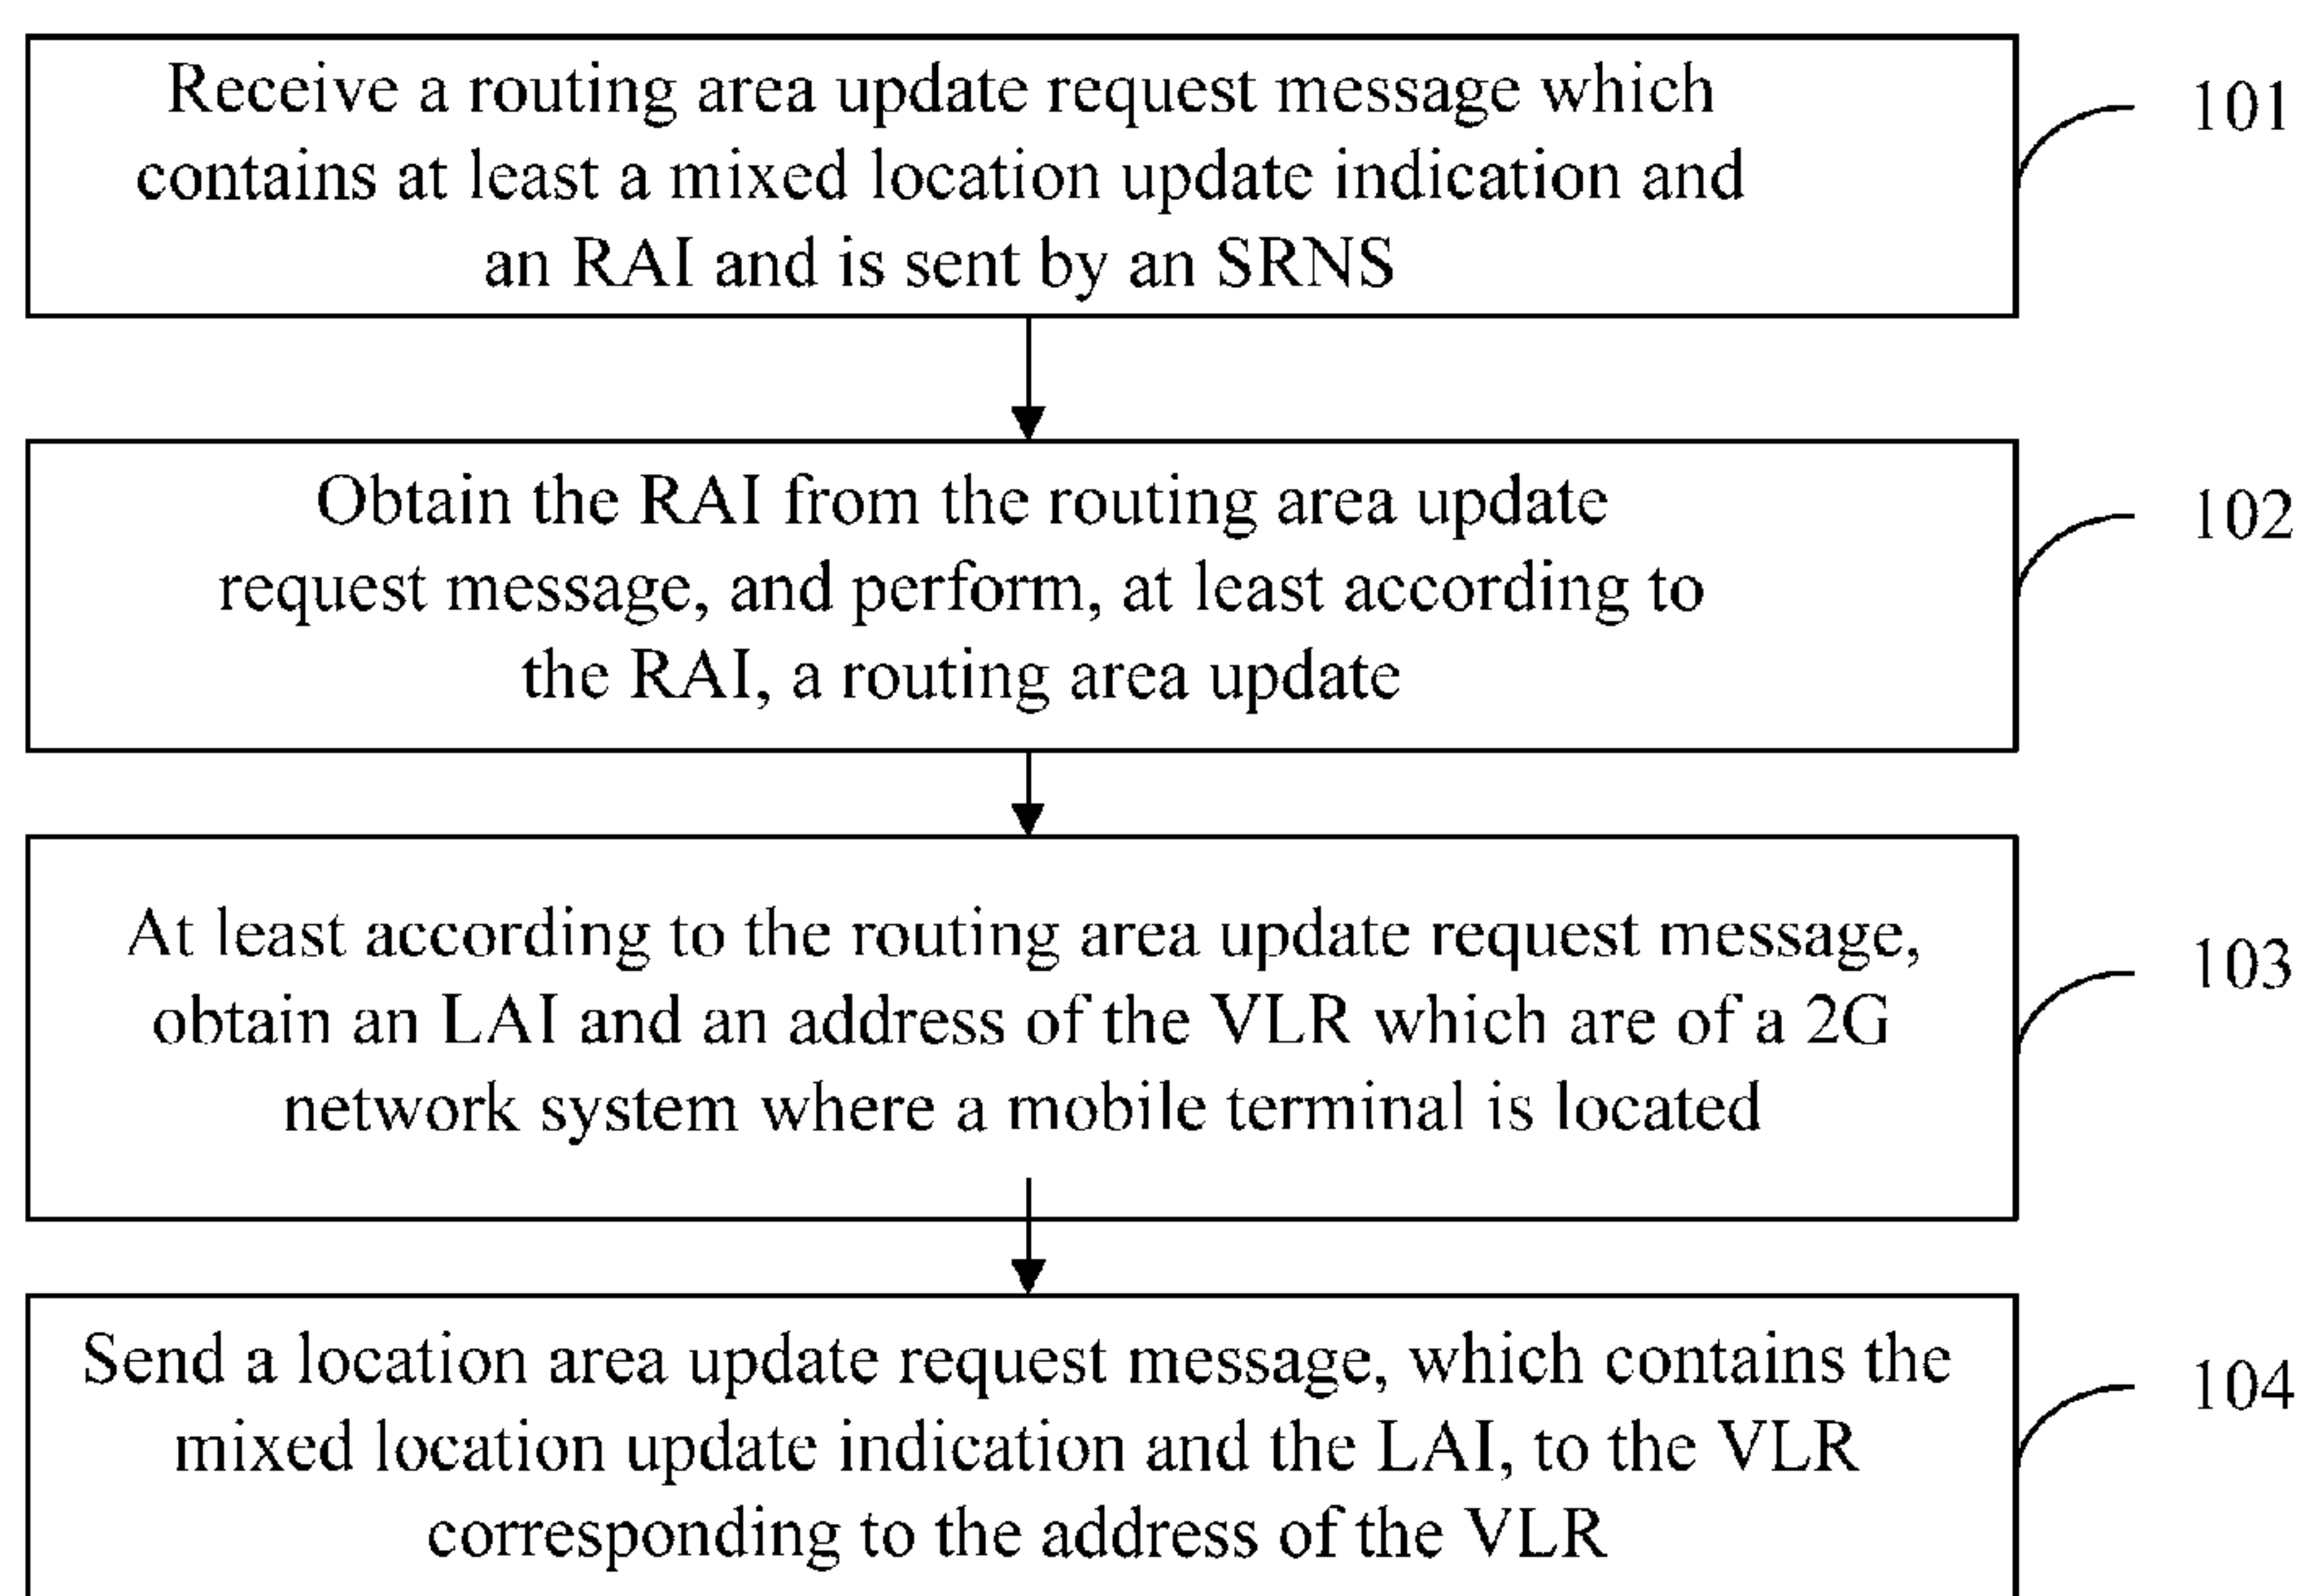 Receive a routing area update request message which
contains at least a mixed location update indication and
an RAI and is sent by an SRNS
101
Obtain the RAI from the routing area update
request message, and perform, at least according to
the RAI, a routing area update
102
At least according to the routing area update request message,
obtain an LAI and an address of the VLR which are of a 2G
network system where a mobile terminal is located
103
Send a location area update request message, which contains the
mixed location update indication and the LAI, to the VLR
corresponding to the address of the VLR
104